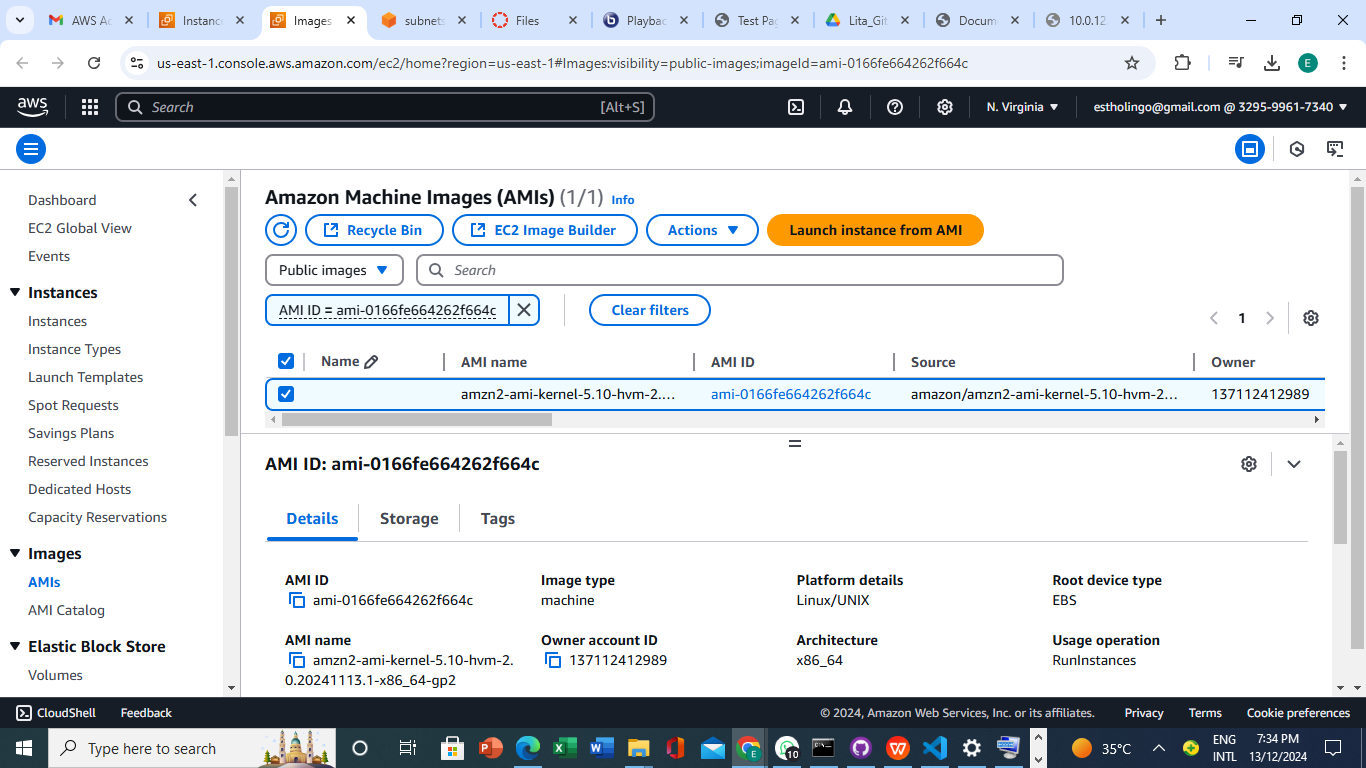 AWS Ac
Instanc
Images
subnets
Files
Playbac
Test Pag
Lita_Git
Docum
10.0.12
us-east-1.console.aws.amazon.com/ec2/home?region=us-east-1#Images:visibility=public-images;imageId=ami-0166fe664262f664c
E
aws
Search
[Alt+S]
N. Virginia
estholingo@gmail.com @ 3295-9961-7340
Dashboard
EC2 Global View
Events
Instances
Instances
Instance Types
Launch Templates
Spot Requests
Savings Plans
Reserved Instances
Dedicated Hosts
Capacity Reservations
Images
AMIs
AMI Catalog
Elastic Block Store
Volumes
Amazon Machine Images (AMIs) (1/1) Info
Recycle Bin
EC2 Image Builder
Actions
Launch instance from AMI
Public images
Search
AMI ID = ami-0166fe664262f664c
Clear filters
1
Name
AMI name
AMI ID
Source
Owner
amzn2-ami-kernel-5.10-hvm-2....
ami-0166fe664262f664c
amazon/amzn2-ami-kernel-5.10-hvm-2...
137112412989
AMI ID: ami-0166fe664262f664c
Details
Storage
Tags
AMI ID
ami-0166fe664262f664c
Image type
machine
Platform details
Linux/UNIX
Root device type
EBS
AMI name
amzn2-ami-kernel-5.10-hvm-2.
0.20241113.1-x86_64-gp2
Owner account ID
137112412989
Architecture
x86_64
Usage operation
RunInstances
CloudShell
Feedback
© 2024, Amazon Web Services, Inc. or its affiliates.
Privacy
Terms
Cookie preferences
Type here to search
10
35°C
ENG
INTL
7:34 PM
13/12/2024